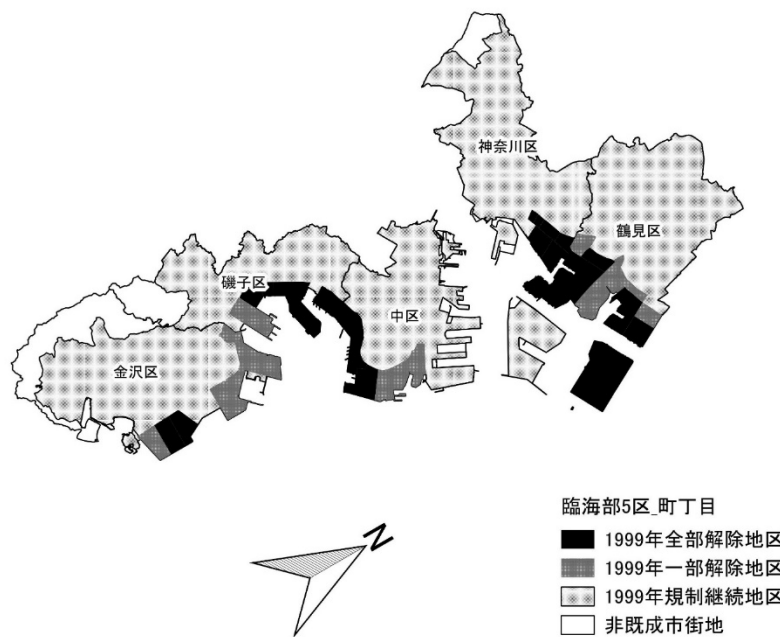 神奈川区
鶴見区
磯子区
中区
金沢区
N
臨海部5区_町丁目
1999年全部解除地区
1999年一部解除地区
1999年規制継続地区
非既成市街地